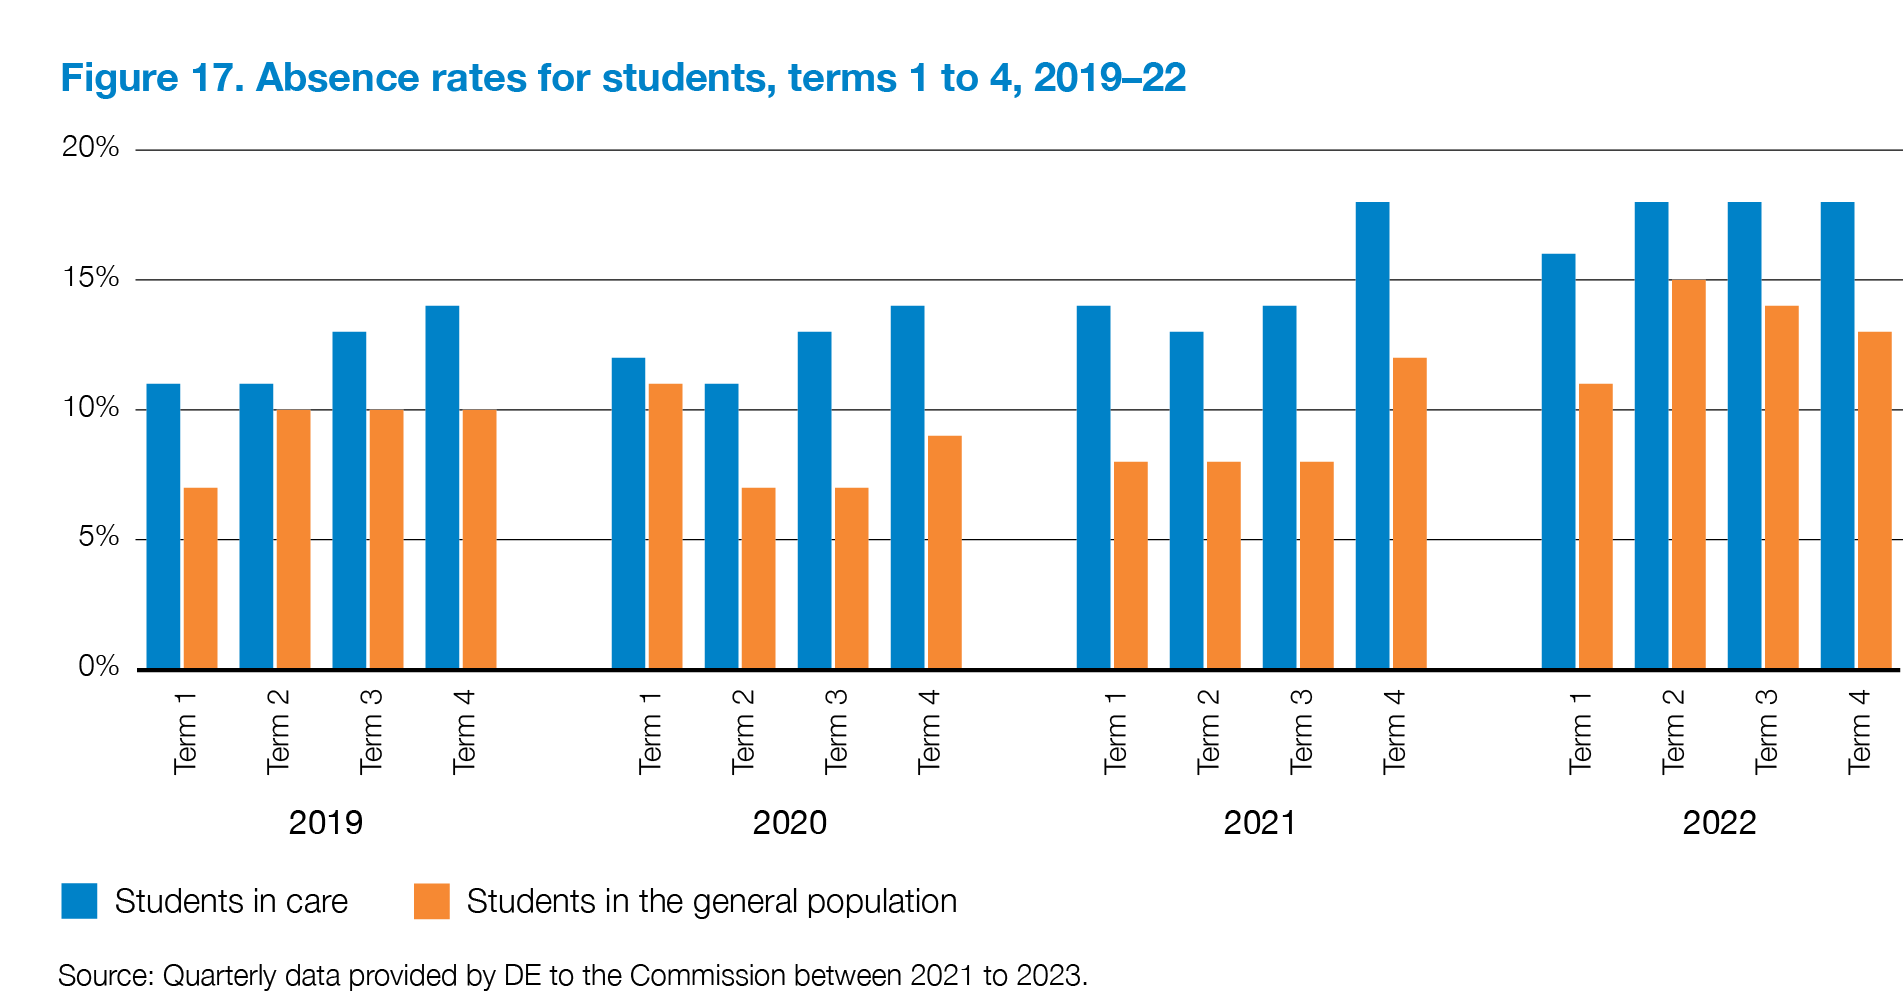 Figure 17. Absence rates for students, terms 1 to 4, 2019–22
20%
15%
10%
5%
0%
Term 1
Term 2
Term 3
Term 4
Term 1
Term 2
Term 3
Term 4
Term 1
Term 2
Term 3
Term 4
Term 1
Term 2
Term 3
Term 4
2019
2020
2021
2022
Students in care
Students in the general population
Source: Quarterly data provided by DE to the Commission between 2021 to 2023.